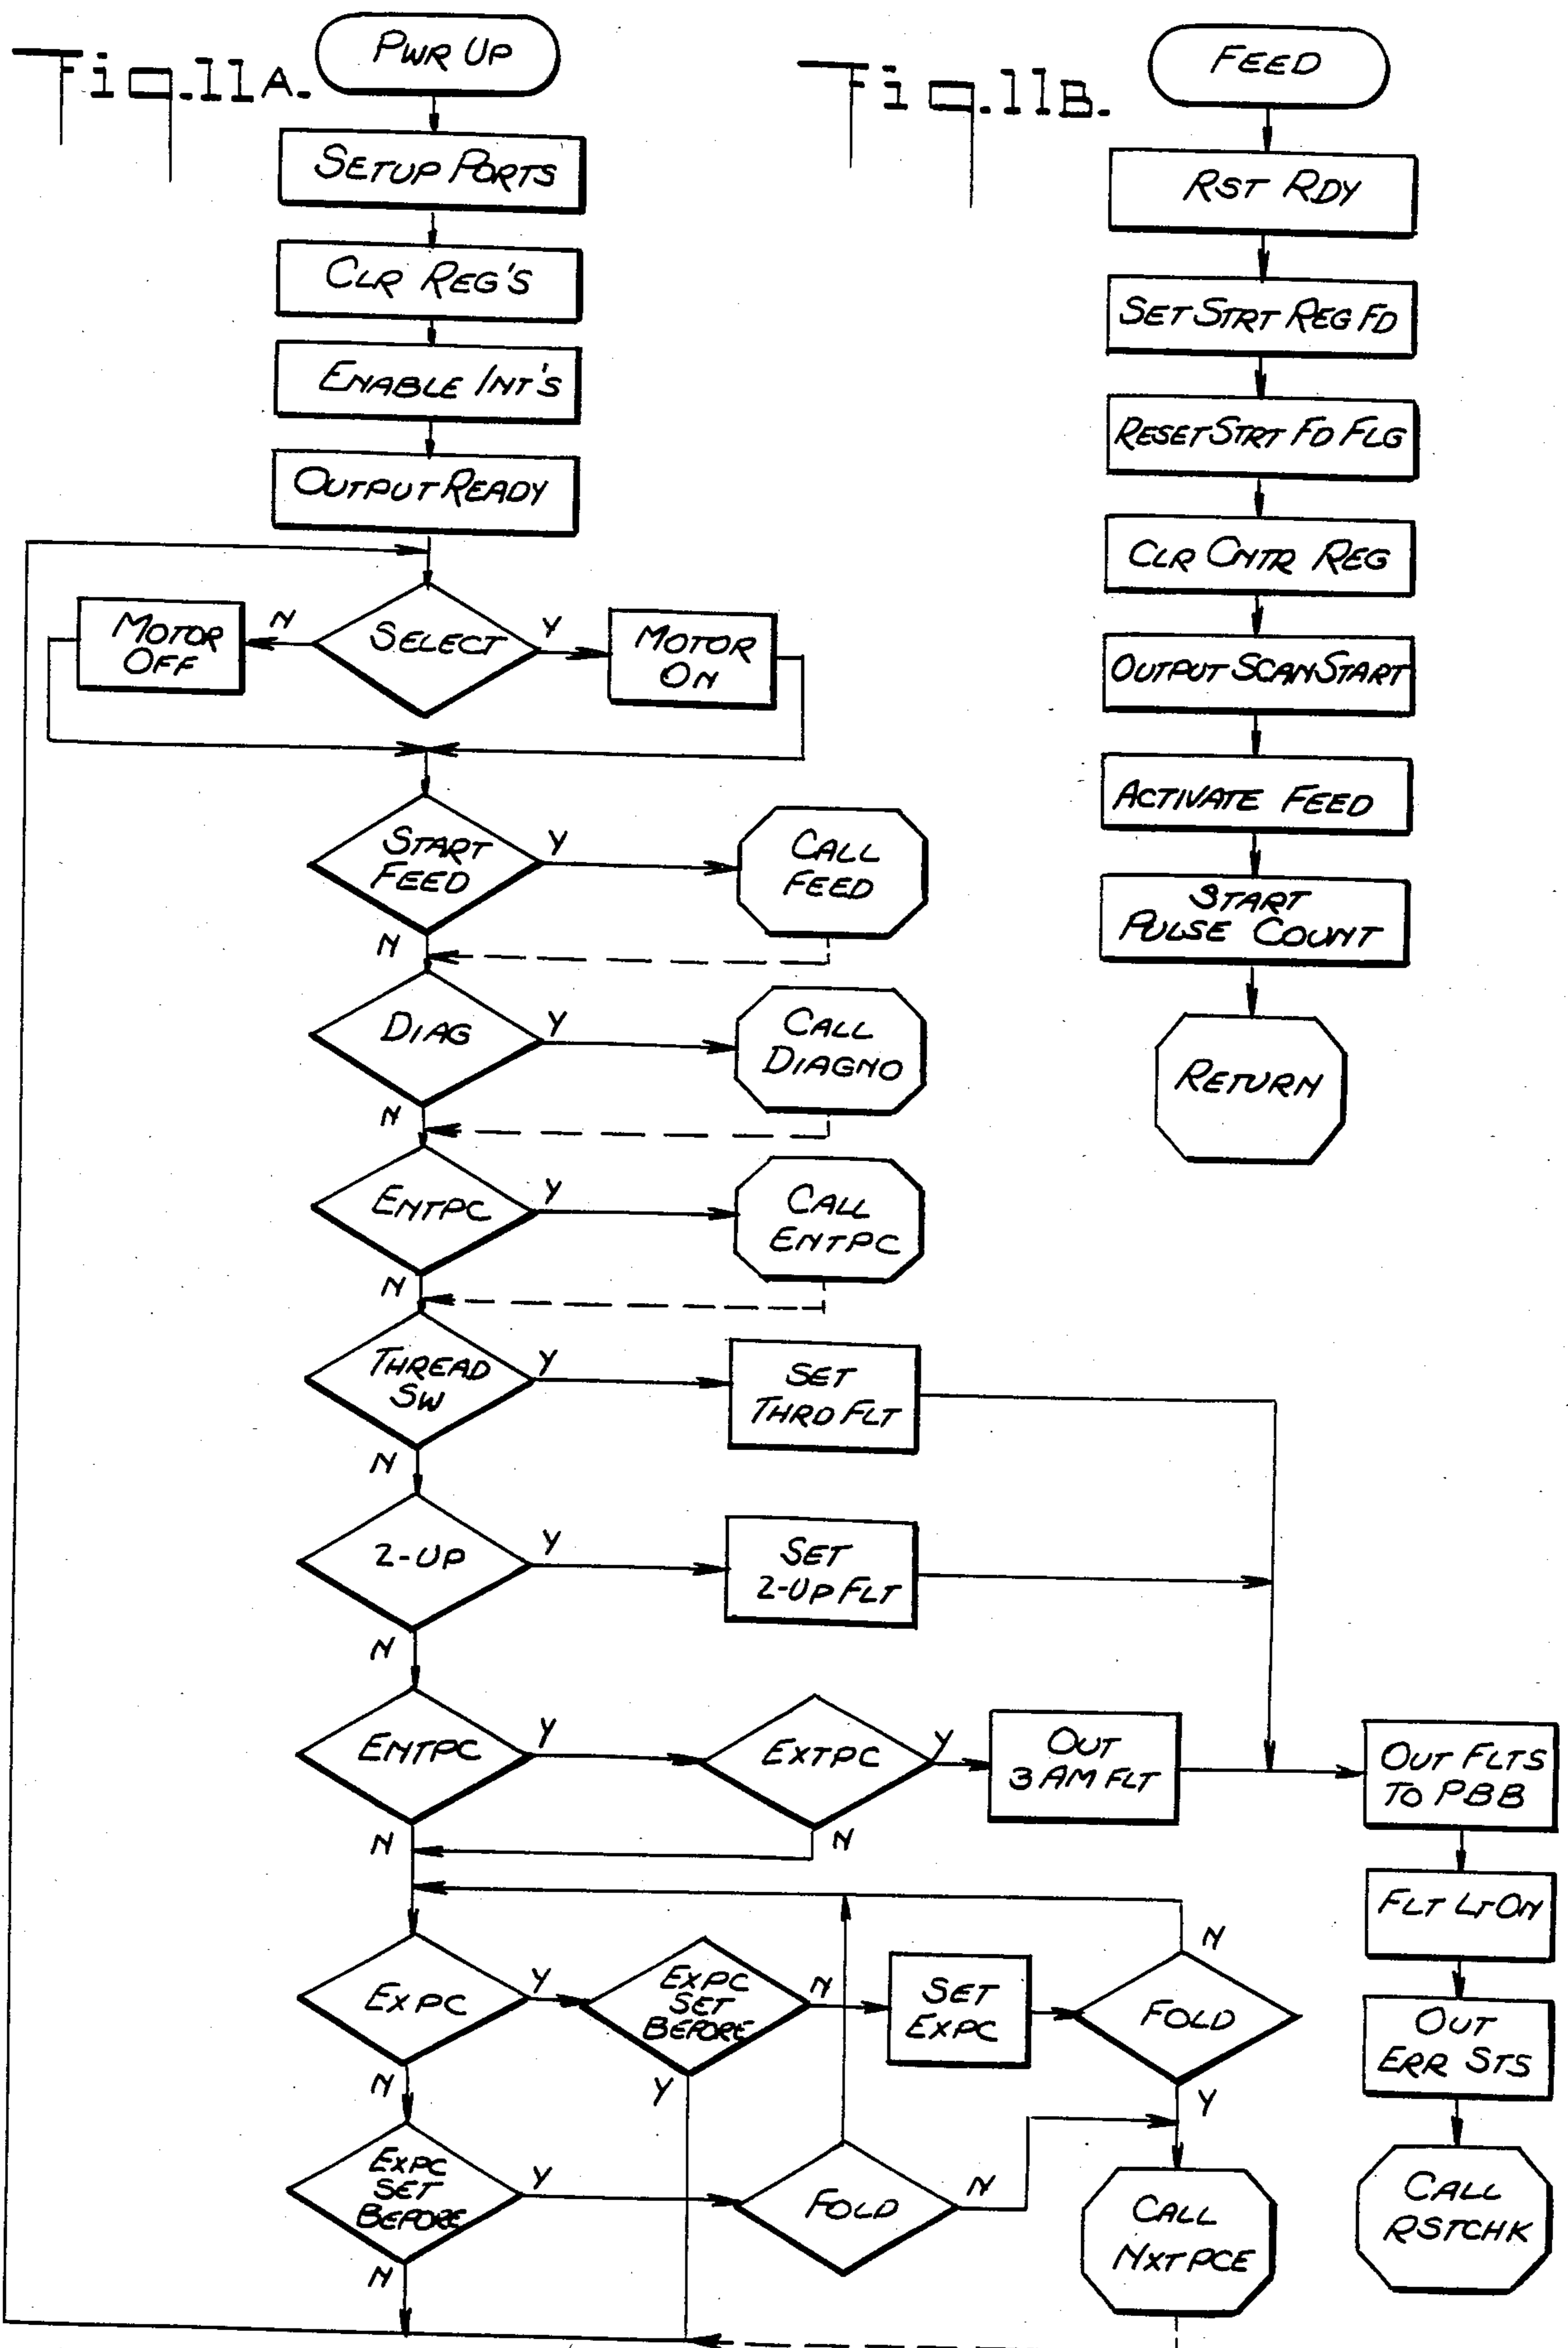 Fig. 11A.
PWR UP
SETUP PORTS
CLR REG'S
ENABLE INT'S
OUTPUT READY
MOTOR
OFF
N
SELECT
Y
MOTOR
ON
START
FEED
Y
CALL
FEED
N
DIAG
Y
CALL
DIAGNO
N
ENTPC
Y
CALL
ENTPC
N
THREAD
SW
Y
SET
THRD FLT
N
2-UP
Y
SET
2-UP FLT
N
ENTPC
Y
EXTPC
Y
OUT
3 AM FLT
OUT FLTS
TO PBB
N
N
FLT LT ON
EXPC
Y
EXPC
SET
BEFORE
N
SET
EXPC
FOLD
N
OUT
ERR STS
N
Y
Y
EXPC
SET
BEFORE
Y
FOLD
N
CALL
NXT PCE
CALL
RSTCHK
N
Fig. 11B.
FEED
RST RDY
SET STRT REG FD
RESET STRT FD FLG
CLR CNTR REG
OUTPUT SCAN START
ACTIVATE FEED
START
PULSE COUNT
RETURN